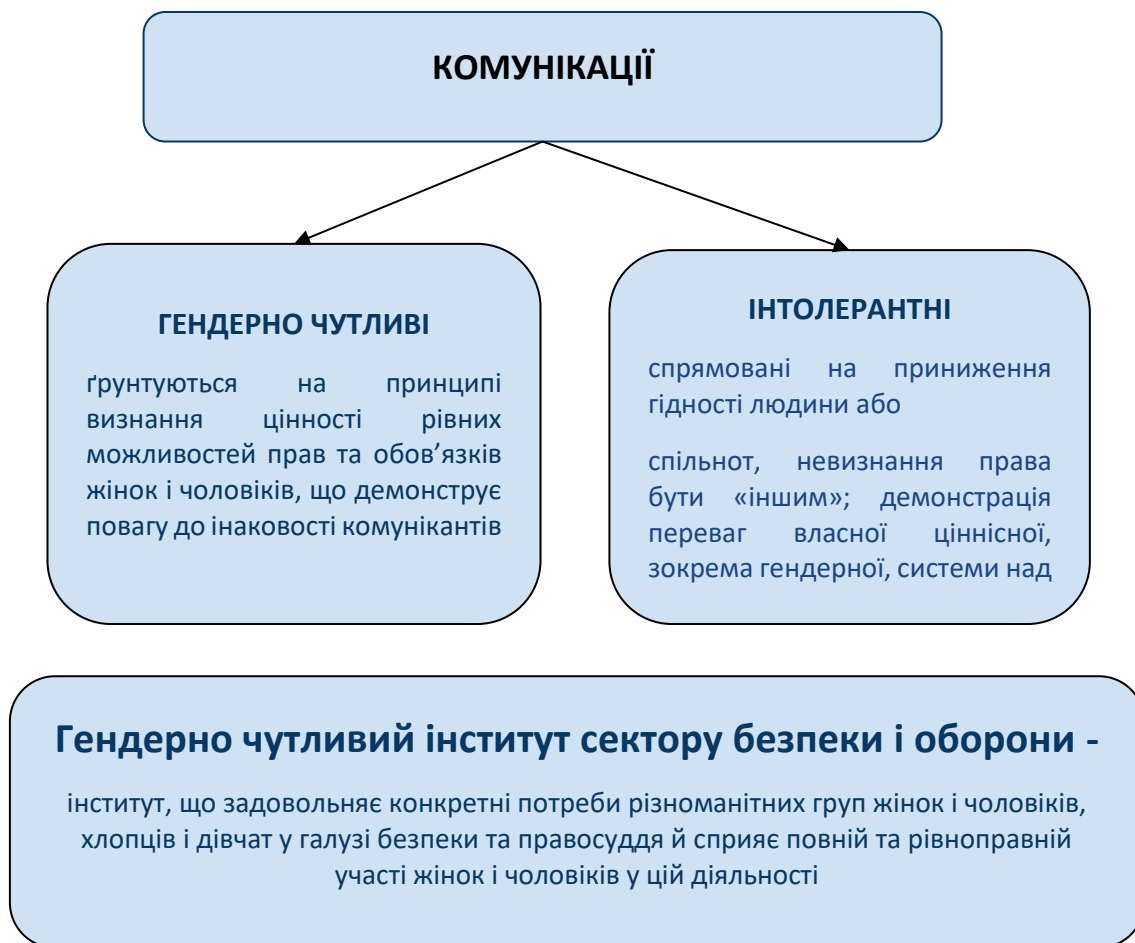 КОМУНІКАЦІЇ
ГЕНДЕРНО ЧУТЛИВІ
ґрунтуються на принципі
визнання цінності рівних
можливостей прав та обов’язків
жінок і чоловіків, що демонструє
повагу до інаковості комунікантів
ІНТОЛЕРАНТНІ
спрямовані на приниження
гідності людини або
спільнот, невизнання права
бути «іншим»; демонстрація
переваг власної ціннісної,
зокрема гендерної, системи над
Гендерно чутливий інститут сектору безпеки і оборони -
інститут, що задовольняє конкретні потреби різноманітних груп жінок і чоловіків,
хлопців і дівчат у галузі безпеки та правосуддя й сприяє повній та рівноправній
участі жінок і чоловіків у цій діяльності